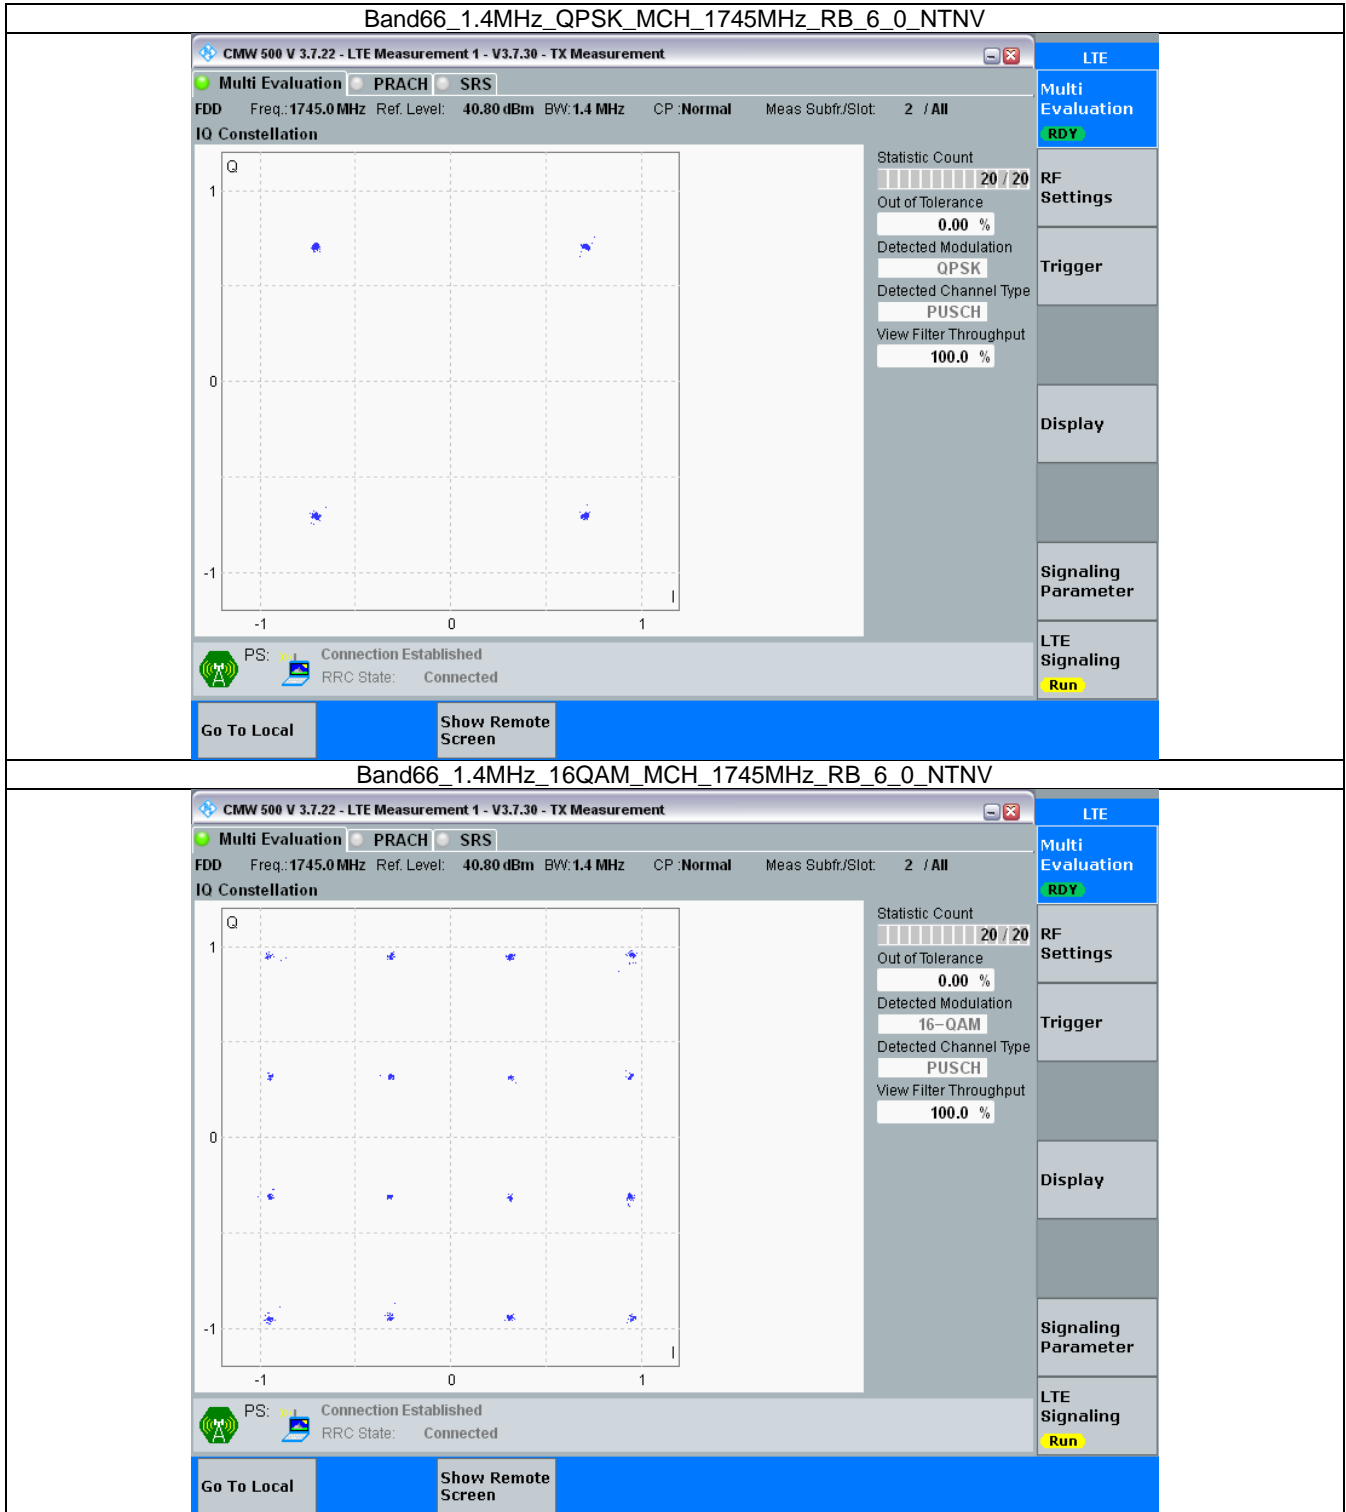 Band66_1.4MHz_QPSK_MCH_1745MHz_RB_6_0_NTNV
CMW 500 V 3.7.22 - LTE Measurement 1 - V3.7.30 - TX Measurement
LTE
Multi Evaluation PRACH SRS
Multi
Evaluation
RDY
FDD Freq.: 1745.0 MHz Ref. Level: 40.80 dBm BW: 1.4 MHz CP : Normal Meas Subfr./Slot: 2 / All
IQ Constellation
Q
1
0
-1
-1 0 1
I
Statistic Count
20 / 20
Out of Tolerance
0.00 %
Detected Modulation
QPSK
Detected Channel Type
PUSCH
View Filter Throughput
100.0 %
RF
Settings
Trigger
Display
Signaling
Parameter
LTE
Signaling
Run
PS: Connection Established
RRC State: Connected
Go To Local
Show Remote
Screen
Band66_1.4MHz_16QAM_MCH_1745MHz_RB_6_0_NTNV
CMW 500 V 3.7.22 - LTE Measurement 1 - V3.7.30 - TX Measurement
LTE
Multi Evaluation PRACH SRS
Multi
Evaluation
RDY
FDD Freq.: 1745.0 MHz Ref. Level: 40.80 dBm BW: 1.4 MHz CP : Normal Meas Subfr./Slot: 2 / All
IQ Constellation
Q
1
0
-1
-1 0 1
I
Statistic Count
20 / 20
Out of Tolerance
0.00 %
Detected Modulation
16-QAM
Detected Channel Type
PUSCH
View Filter Throughput
100.0 %
RF
Settings
Trigger
Display
Signaling
Parameter
LTE
Signaling
Run
PS: Connection Established
RRC State: Connected
Go To Local
Show Remote
Screen